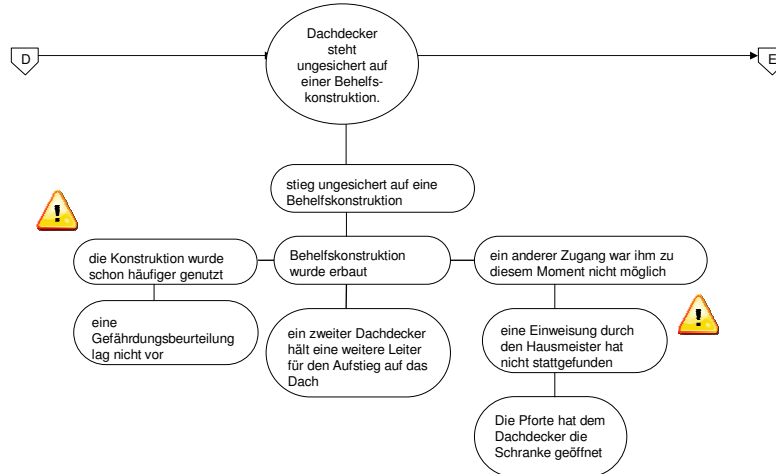 D
Dachdecker
steht
ungesichert auf
einer Behelfs-
konstruktion.
E
stieg ungesichert auf eine
Behelfskonstruktion
die Konstruktion wurde
schon häufiger genutzt
Behelfskonstruktion
wurde erbaut
ein anderer Zugang war ihm zu
diesem Moment nicht möglich
eine
Gefährdungsbeurteilung
lag nicht vor
ein zweiter Dachdecker
hält eine weitere Leiter
für den Aufstieg auf das
Dach
eine Einweisung durch
den Hausmeister hat
nicht stattgefunden
Die Pforte hat dem
Dachdecker die
Schranke geöffnet